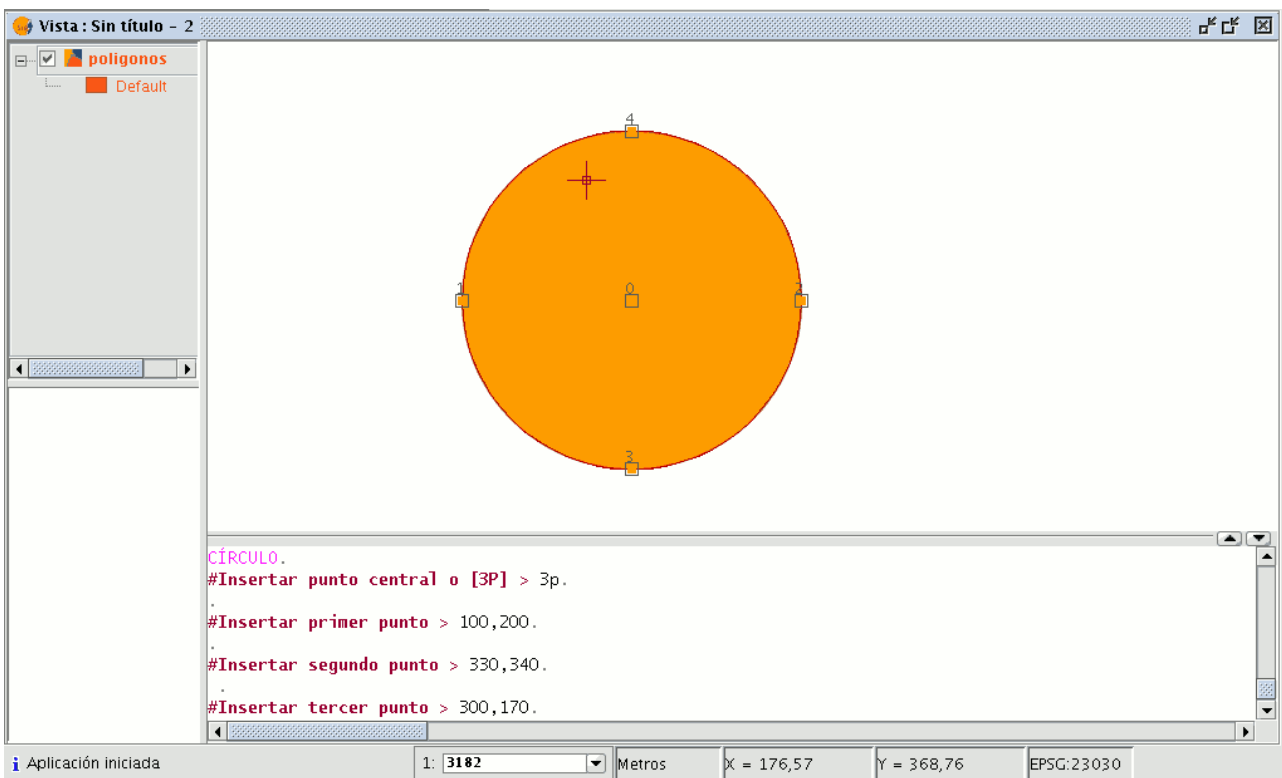 Vista : Sin título - 2
poligonos
Default
4
1
0
2
3
CÍRCULO.
#Insertar punto central o [3P] > 3p.
.
#Insertar primer punto > 100,200.
.
#Insertar segundo punto > 330,340.
.
#Insertar tercer punto > 300,170.
Aplicación iniciada
1: 3182
Metros
X = 176,57
Y = 368,76
EPSG:23030